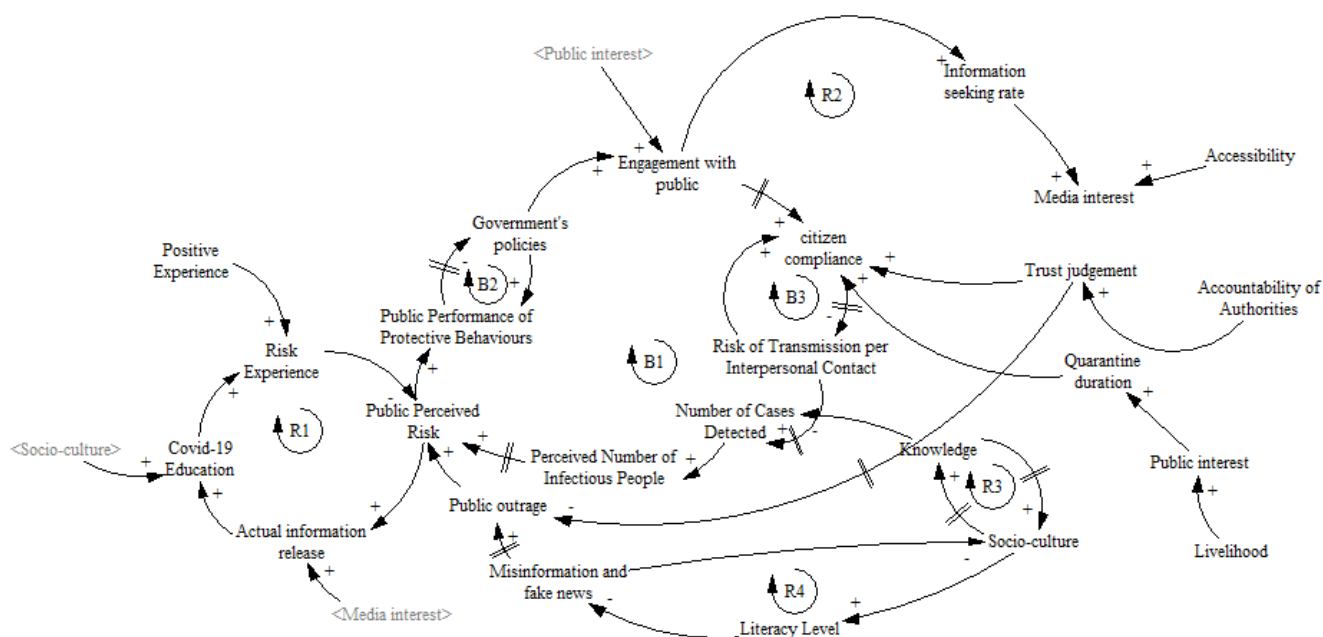 <Public interest>
+
Information
seeking rate
R2
+
+
Engagement with
public
Accessibility
+
+
Media interest
Government's
policies
+
citizen
compliance
+
+
+
Trust judgement
+
Accountability of
Authorities
Positive
Experience
-
B2
+
B3
-
Public Performance of
Protective Behaviours
Risk of Transmission per
Interpersonal Contact
+
Risk
Experience
+
B1
Quarantine
duration
+
+
-
Public Perceived
Risk
Number of Cases
Detected
+
-
R1
<Socio-culture>
+
Covid-19
Education
+
+
+
Perceived Number of
Infectious People
+
Knowledge
+
R3
Public interest
+
Public outrage
-
+
Actual information
release
+
+
+
Socio-culture
-
Livelihood
Misinformation and
fake news
-
R4
+
<Media interest>
Literacy Level